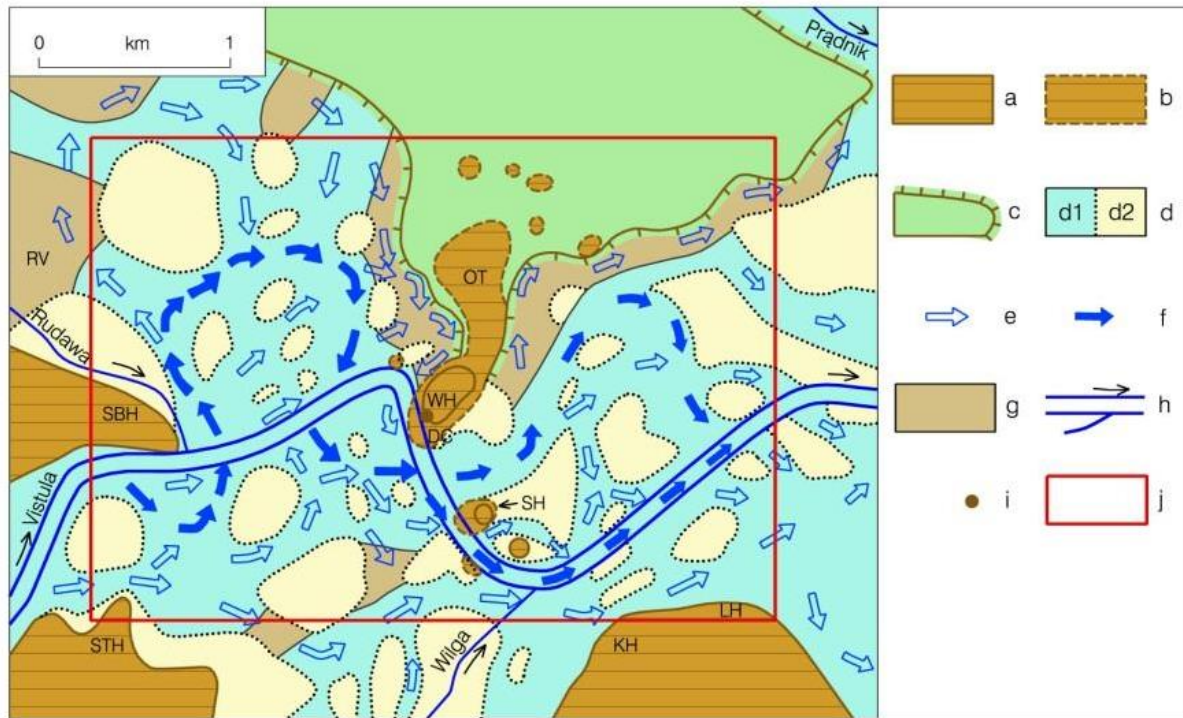 0 km 1
Prądnik
RV
OT
Rudawa
SBH
WH
DC
Vistula
SH
STH
Wilga
KH
LH
a
b
c
d1 d2 d
e
f
g
h
i
j